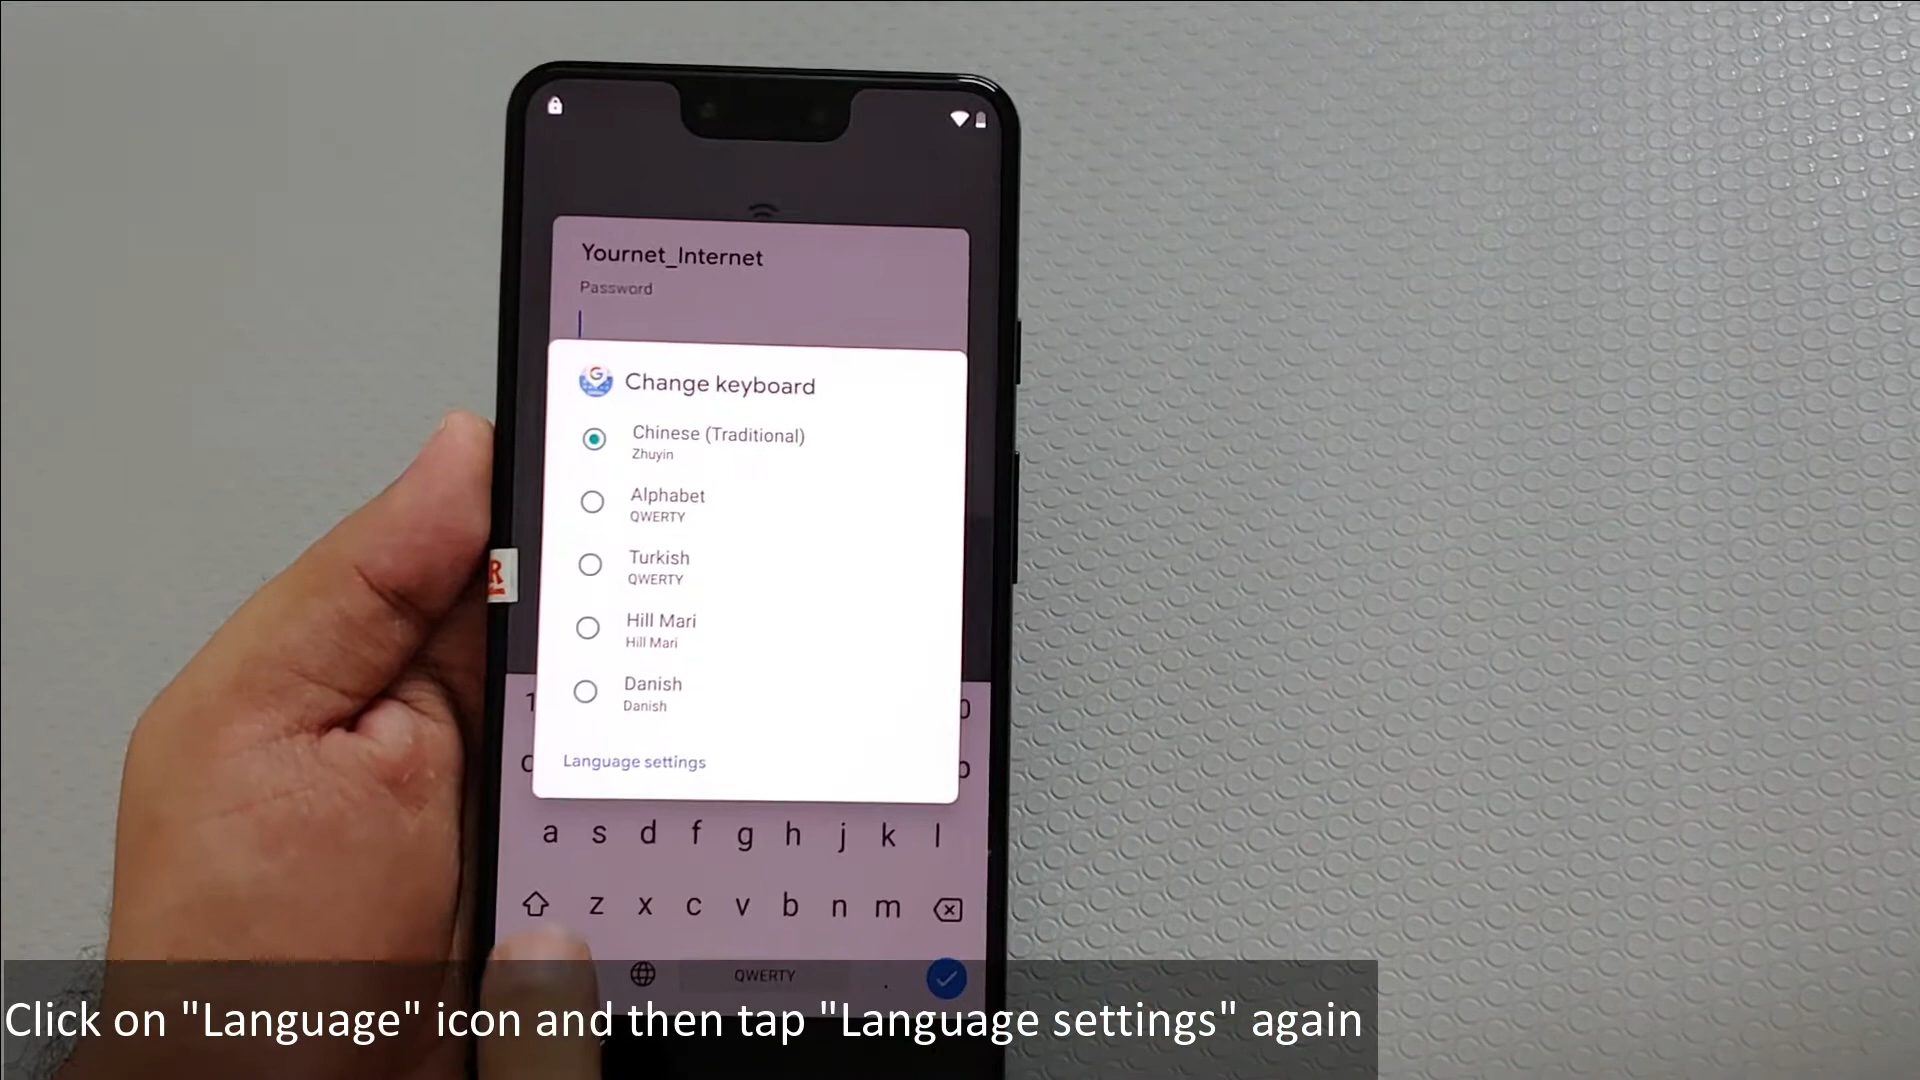 Yournet_Internet
Password
Change keyboard
Chinese (Traditional)
Zhuyin
Alphabet
QWERTY
Turkish
QWERTY
Hill Mari
Hill Mari
Danish
Danish
Language settings
a s d f g h j k l
z x c v b n m
QWERTY .
Click on "Language" icon and then tap "Language settings" again